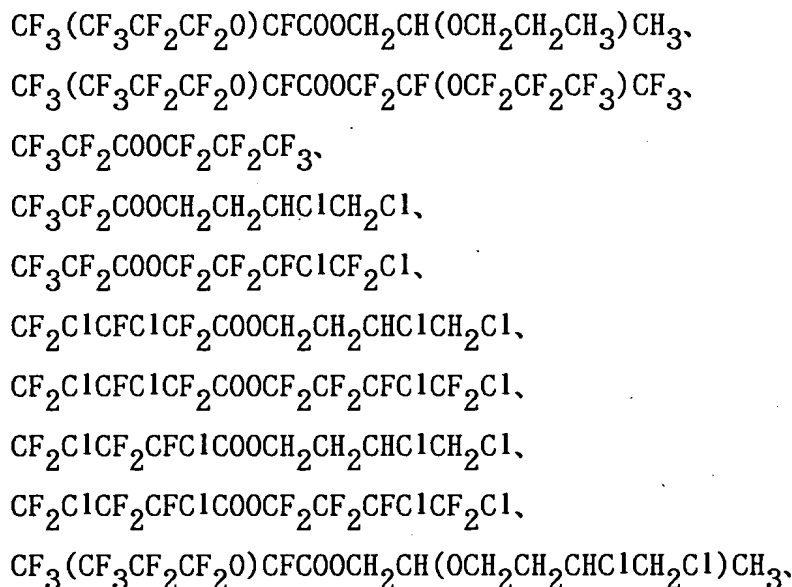 CF₃(CF₃CF₂CF₂O)CFCOOCH₂CH(OCH₂CH₂CH₃)CH₃、
CF₃(CF₃CF₂CF₂O)CFCOOCF₂CF(OCF₂CF₂CF₃)CF₃、
CF₃CF₂COOCF₂CF₂CF₃、
CF₃CF₂COOCH₂CH₂CHClCH₂Cl、
CF₃CF₂COOCF₂CF₂CFClCF₂Cl、
CF₂ClCFClCF₂COOCH₂CH₂CHClCH₂Cl、
CF₂ClCFClCF₂COOCF₂CF₂CFClCF₂Cl、
CF₂ClCF₂CFClCOOCH₂CH₂CHClCH₂Cl、
CF₂ClCF₂CFClCOOCF₂CF₂CFClCF₂Cl、
CF₃(CF₃CF₂CF₂O)CFCOOCH₂CH(OCH₂CH₂CHClCH₂Cl)CH₃、